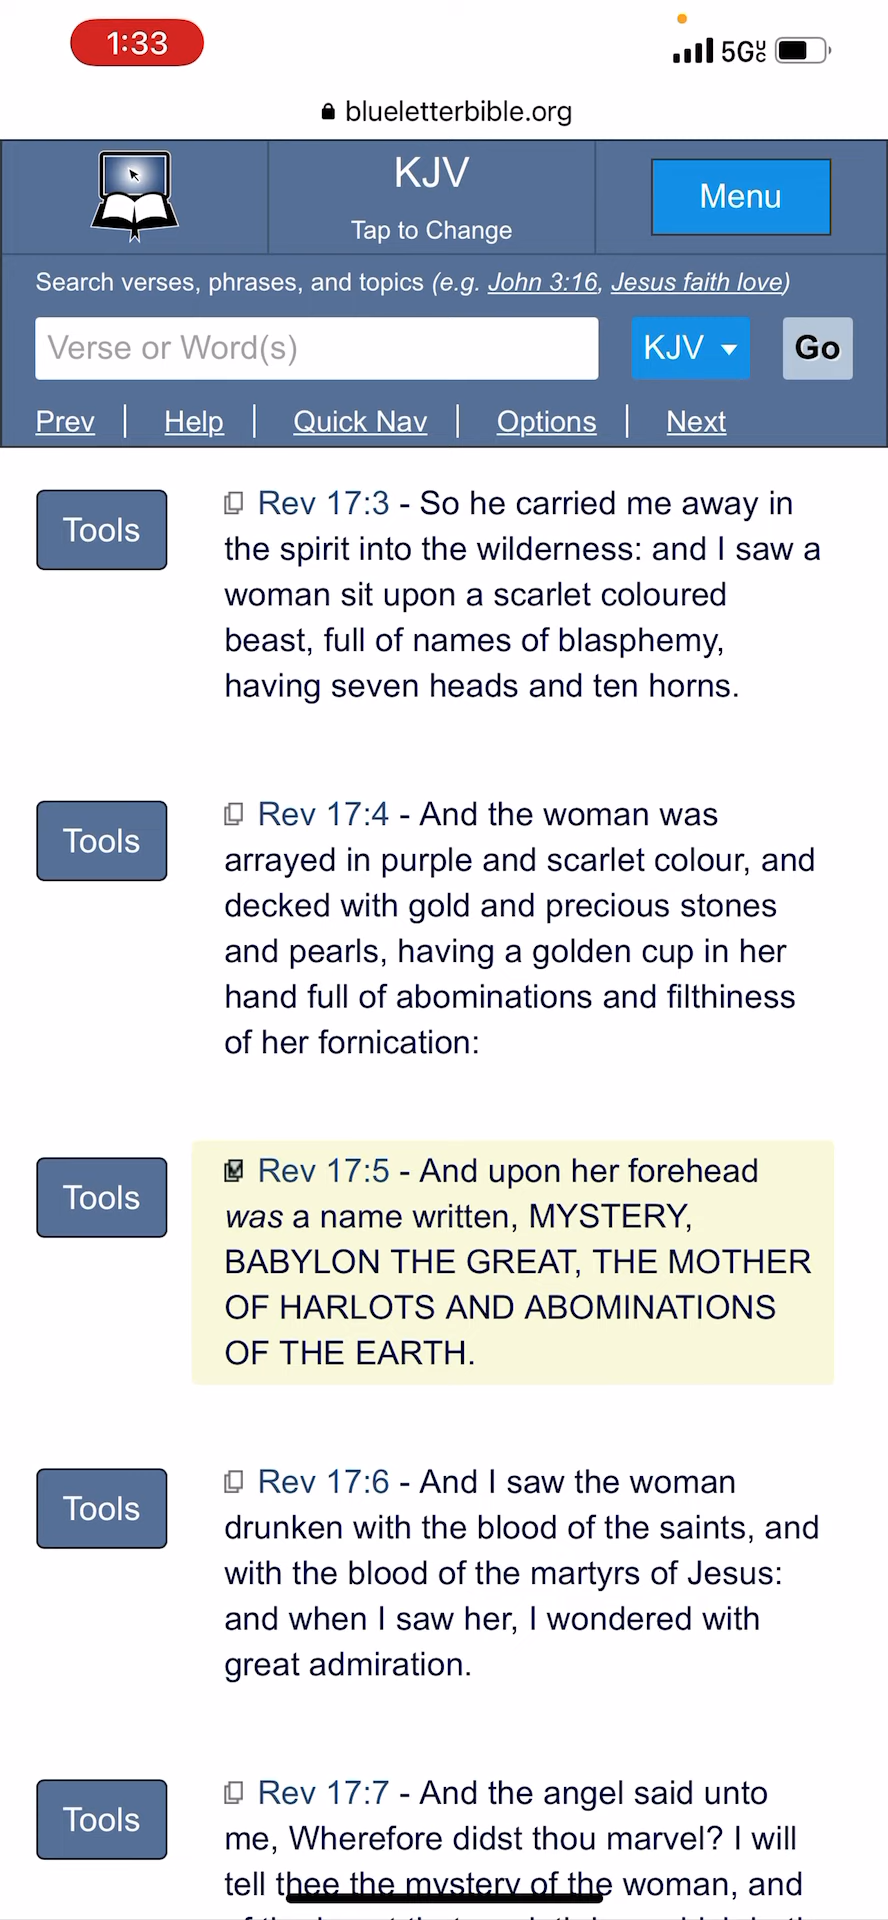 1:33
5G UC
blueletterbible.org
KJV
Tap to Change
Menu
Search verses, phrases, and topics (e.g. John 3:16, Jesus faith love)
Verse or Word(s)
KJV
Go
Prev | Help | Quick Nav | Options | Next
Tools
Rev 17:3 - So he carried me away in
the spirit into the wilderness: and I saw a
woman sit upon a scarlet coloured
beast, full of names of blasphemy,
having seven heads and ten horns.
Tools
Rev 17:4 - And the woman was
arrayed in purple and scarlet colour, and
decked with gold and precious stones
and pearls, having a golden cup in her
hand full of abominations and filthiness
of her fornication:
Tools
Rev 17:5 - And upon her forehead
was a name written, MYSTERY,
BABYLON THE GREAT, THE MOTHER
OF HARLOTS AND ABOMINATIONS
OF THE EARTH.
Tools
Rev 17:6 - And I saw the woman
drunken with the blood of the saints, and
with the blood of the martyrs of Jesus:
and when I saw her, I wondered with
great admiration.
Tools
Rev 17:7 - And the angel said unto
me, Wherefore didst thou marvel? I will
tell thee the mystery of the woman, and